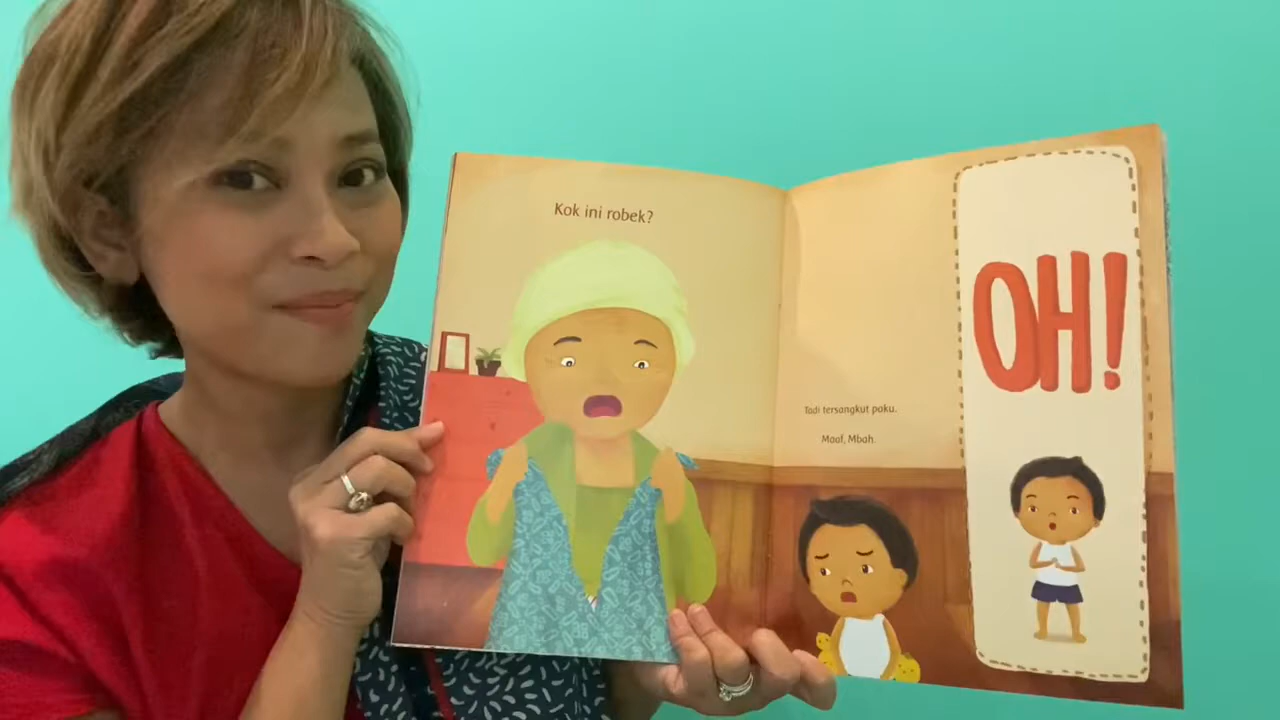 Kok ini robek?
Tadi tersangkut paku.
Maaf, Mbah.
OH!